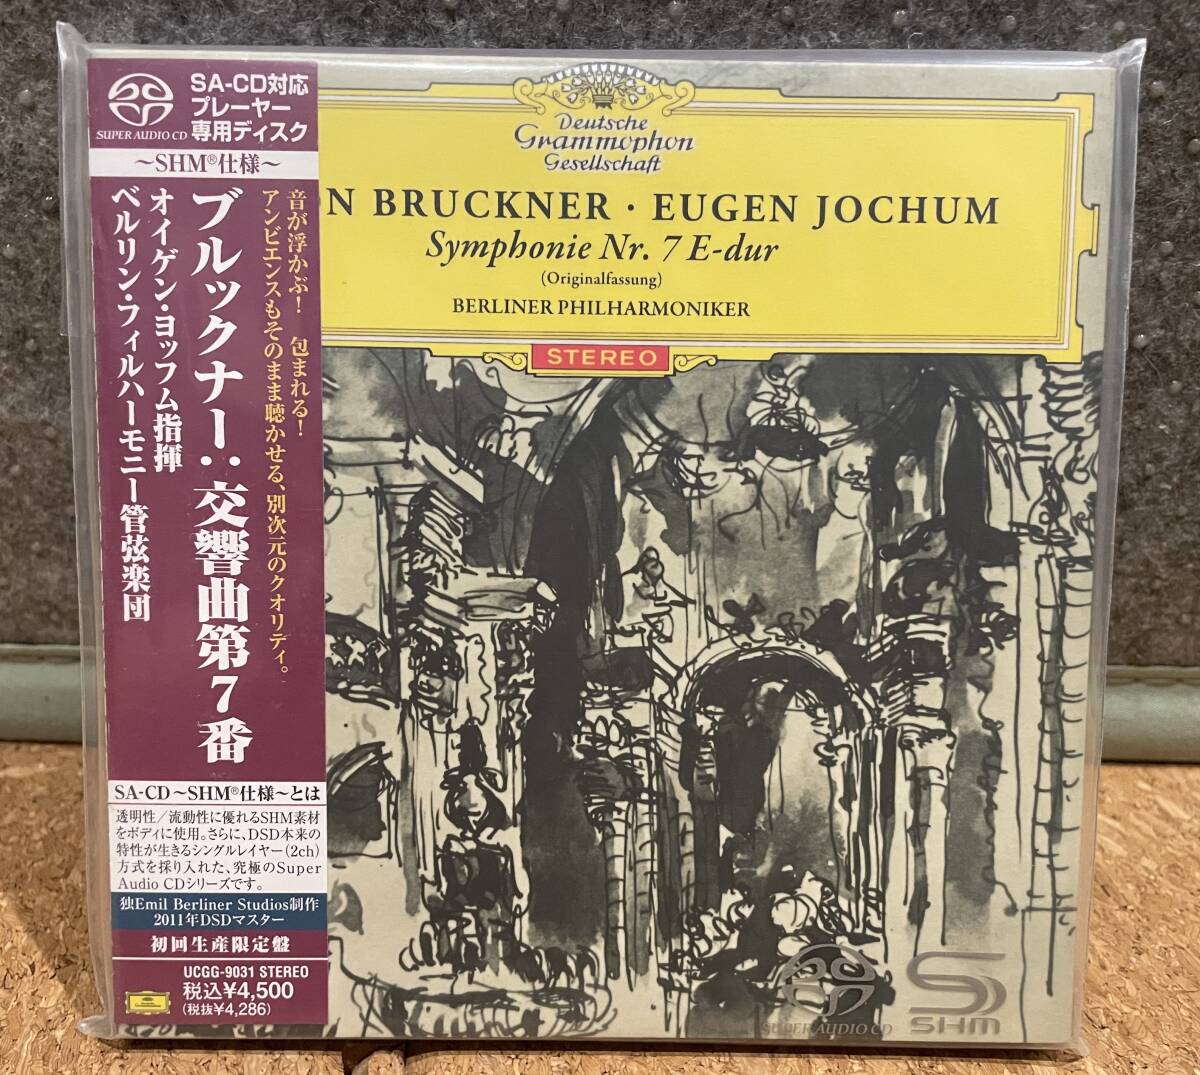 SUPER AUDIO CD
SA-CD対応
プレーヤー
専用ディスク
～SHM®仕様～
音が浮かぶ！ 包まれる！
アンビエンスもそのまま聴かせる、別次元のクオリティ。
ブルックナー：交響曲第7番
オイゲン・ヨッフム指揮
ベルリン・フィルハーモニー管弦楽団
SA-CD～SHM®仕様～とは
透明性／流動性に優れるSHM素材
をボディに使用。さらに、DSD本来の
特性が生きるシングルレイヤー(2ch)
方式を採り入れた、究極のSuper
Audio CDシリーズです。
独Emil Berliner Studios制作
2011年DSDマスター
初回生産限定盤
UCGG-9031 STEREO
税込¥4,500
(税抜¥4,286)
Deutsche
Grammophon
Gesellschaft
ON BRUCKNER · EUGEN JOCHUM
Symphonie Nr. 7 E-dur
(Originalfassung)
BERLINER PHILHARMONIKER
STEREO
SUPER AUDIO CD
SHM